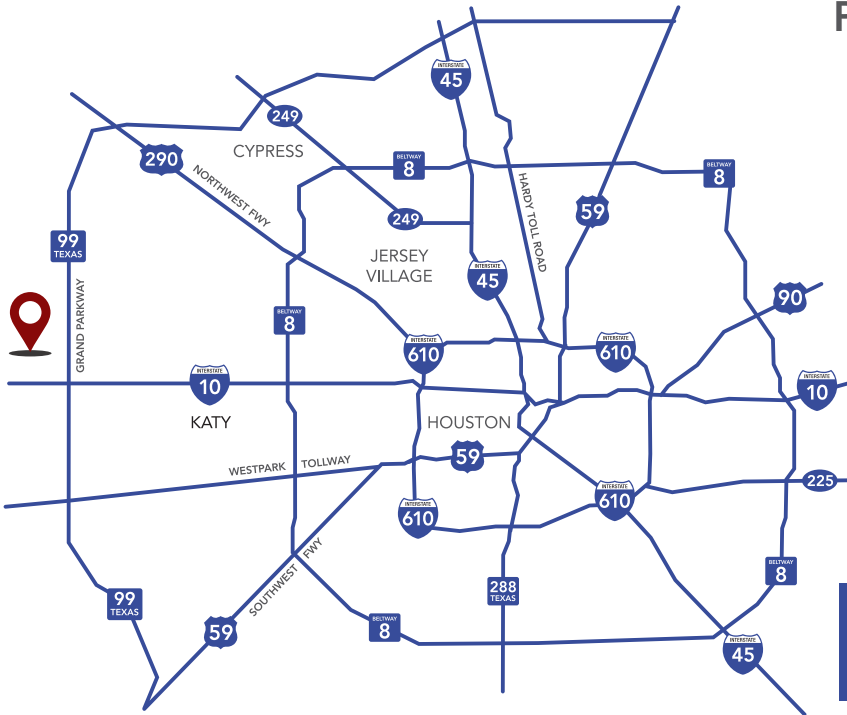 P
INTERSTATE
45
249
CYPRESS
290
NORTHWEST FWY
BELTWAY
8
BELTWAY
8
HARDY TOLL ROAD
59
249
99
TEXAS
JERSEY
VILLAGE
INTERSTATE
45
90
GRAND PARKWAY
BELTWAY
8
INTERSTATE
610
INTERSTATE
610
INTERSTATE
10
INTERSTATE
10
KATY
HOUSTON
59
WESTPARK TOLLWAY
225
INTERSTATE
610
INTERSTATE
610
SOUTHWEST FWY
BELTWAY
8
288
TEXAS
99
TEXAS
59
BELTWAY
8
INTERSTATE
45